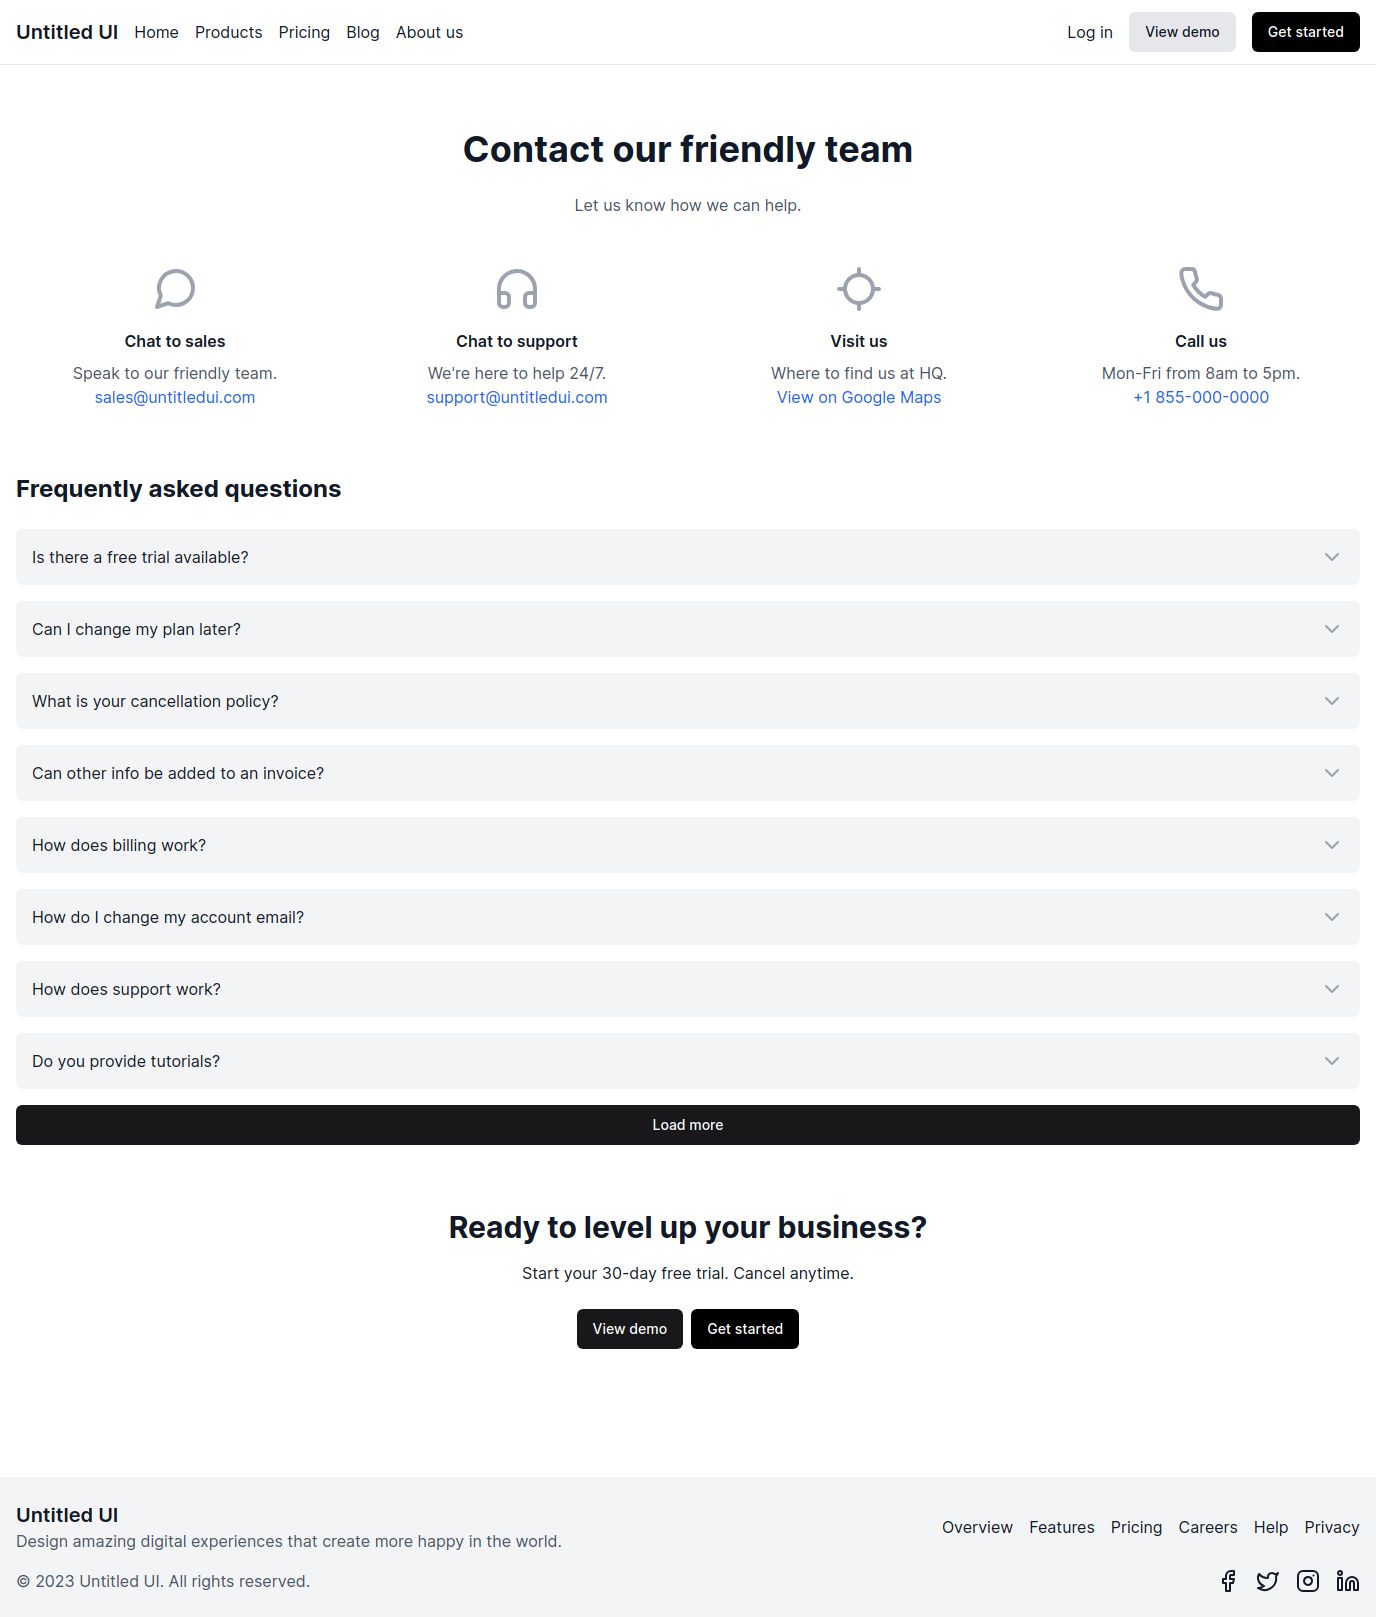 Untitled UI Home Products Pricing Blog About us Log in View demo Get started
Contact our friendly team
Let us know how we can help.
Chat to sales
Speak to our friendly team.
sales@untitledui.com
Chat to support
We're here to help 24/7.
support@untitledui.com
Visit us
Where to find us at HQ.
View on Google Maps
Call us
Mon-Fri from 8am to 5pm.
+1 855-000-0000
Frequently asked questions
Is there a free trial available?
Can I change my plan later?
What is your cancellation policy?
Can other info be added to an invoice?
How does billing work?
How do I change my account email?
How does support work?
Do you provide tutorials?
Load more
Ready to level up your business?
Start your 30-day free trial. Cancel anytime.
View demo Get started
Untitled UI
Design amazing digital experiences that create more happy in the world.
Overview Features Pricing Careers Help Privacy
© 2023 Untitled UI. All rights reserved.